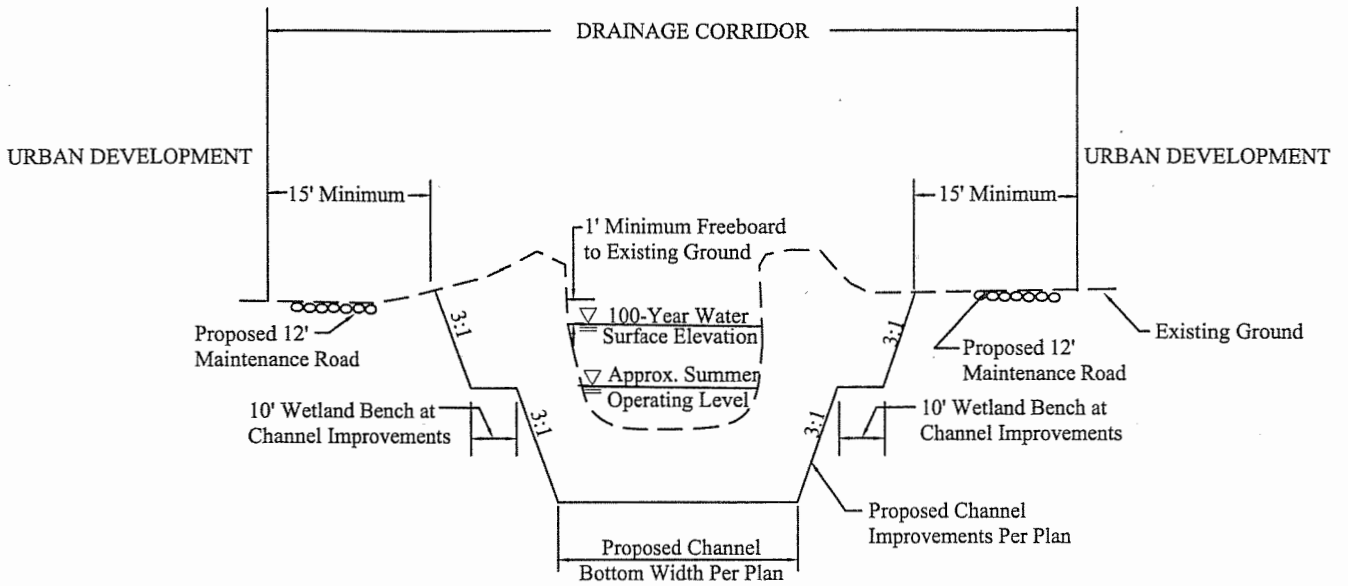 DRAINAGE CORRIDOR
URBAN DEVELOPMENT
URBAN DEVELOPMENT
15' Minimum
15' Minimum
1' Minimum Freeboard
to Existing Ground
100-Year Water
Surface Elevation
Approx. Summer
Operating Level
3:1
3:1
3:1
3:1
Proposed 12'
Maintenance Road
Proposed 12'
Maintenance Road
Existing Ground
10' Wetland Bench at
Channel Improvements
10' Wetland Bench at
Channel Improvements
Proposed Channel
Improvements Per Plan
Proposed Channel
Bottom Width Per Plan